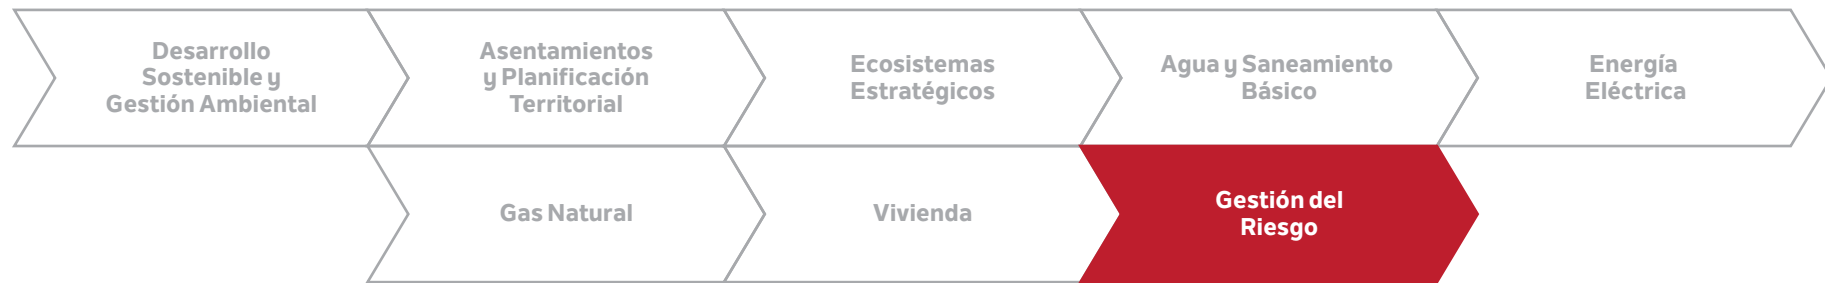 Desarrollo
Sostenible y
Gestión Ambiental
Asentamientos
y Planificación
Territorial
Ecosistemas
Estratégicos
Agua y Saneamiento
Básico
Energía
Eléctrica
Gas Natural
Vivienda
Gestión del
Riesgo